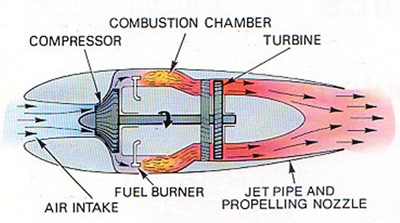 COMBUSTION CHAMBER
COMPRESSOR
TURBINE
FUEL BURNER
AIR INTAKE
JET PIPE AND
PROPELLING NOZZLE